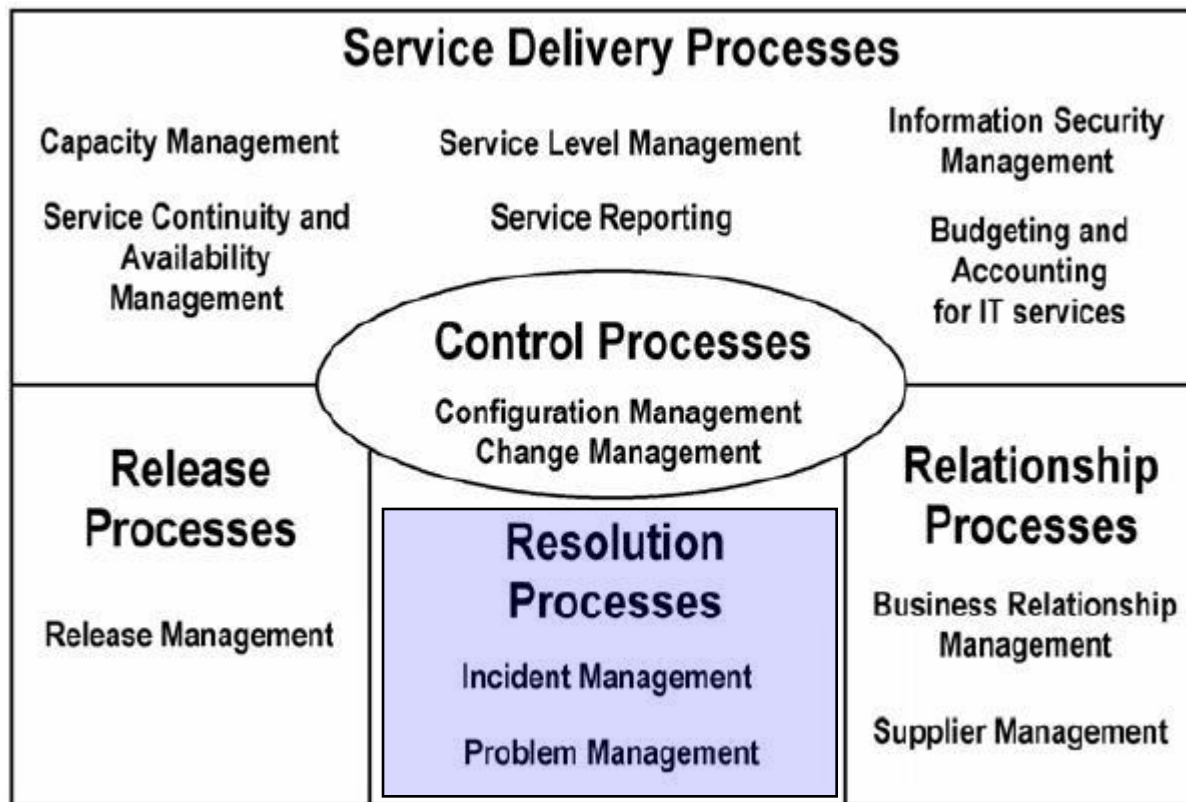 Service Delivery Processes
Capacity Management
Service Continuity and
Availability
Management
Service Level Management
Service Reporting
Information Security
Management
Budgeting and
Accounting
for IT services
Control Processes
Configuration Management
Change Management
Release
Processes
Release Management
Resolution
Processes
Incident Management
Problem Management
Relationship
Processes
Business Relationship
Management
Supplier Management